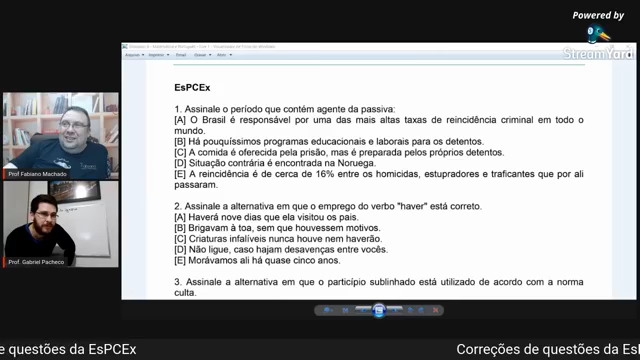 Powered by
StreamYard
EsPCEx
1. Assinale o período que contém agente da passiva:
[A] O Brasil é responsável por uma das mais altas taxas de reincidência criminal em todo o
mundo.
[B] Há pouquíssimos programas educacionais e laborais para os detentos.
[C] A comida é oferecida pela prisão, mas é preparada pelos próprios detentos.
[D] Situação contrária é encontrada na Noruega.
[E] A reincidência é de cerca de 16% entre os homicidas, estupradores e traficantes que por ali
passaram.
2. Assinale a alternativa em que o emprego do verbo "haver" está correto.
[A] Haverá nove dias que ela visitou os pais.
[B] Brigavam à toa, sem que houvessem motivos.
[C] Criaturas infalíveis nunca houve nem haverão.
[D] Não ligue, caso hajam desavenças entre vocês.
[E] Morávamos ali há quase cinco anos.
3. Assinale a alternativa em que o particípio sublinhado está utilizado de acordo com a norma
culta.
Prof Fabiano Machado
Prof. Gabriel Pacheco
e questões da EsPCEx
Correções de questões da Es